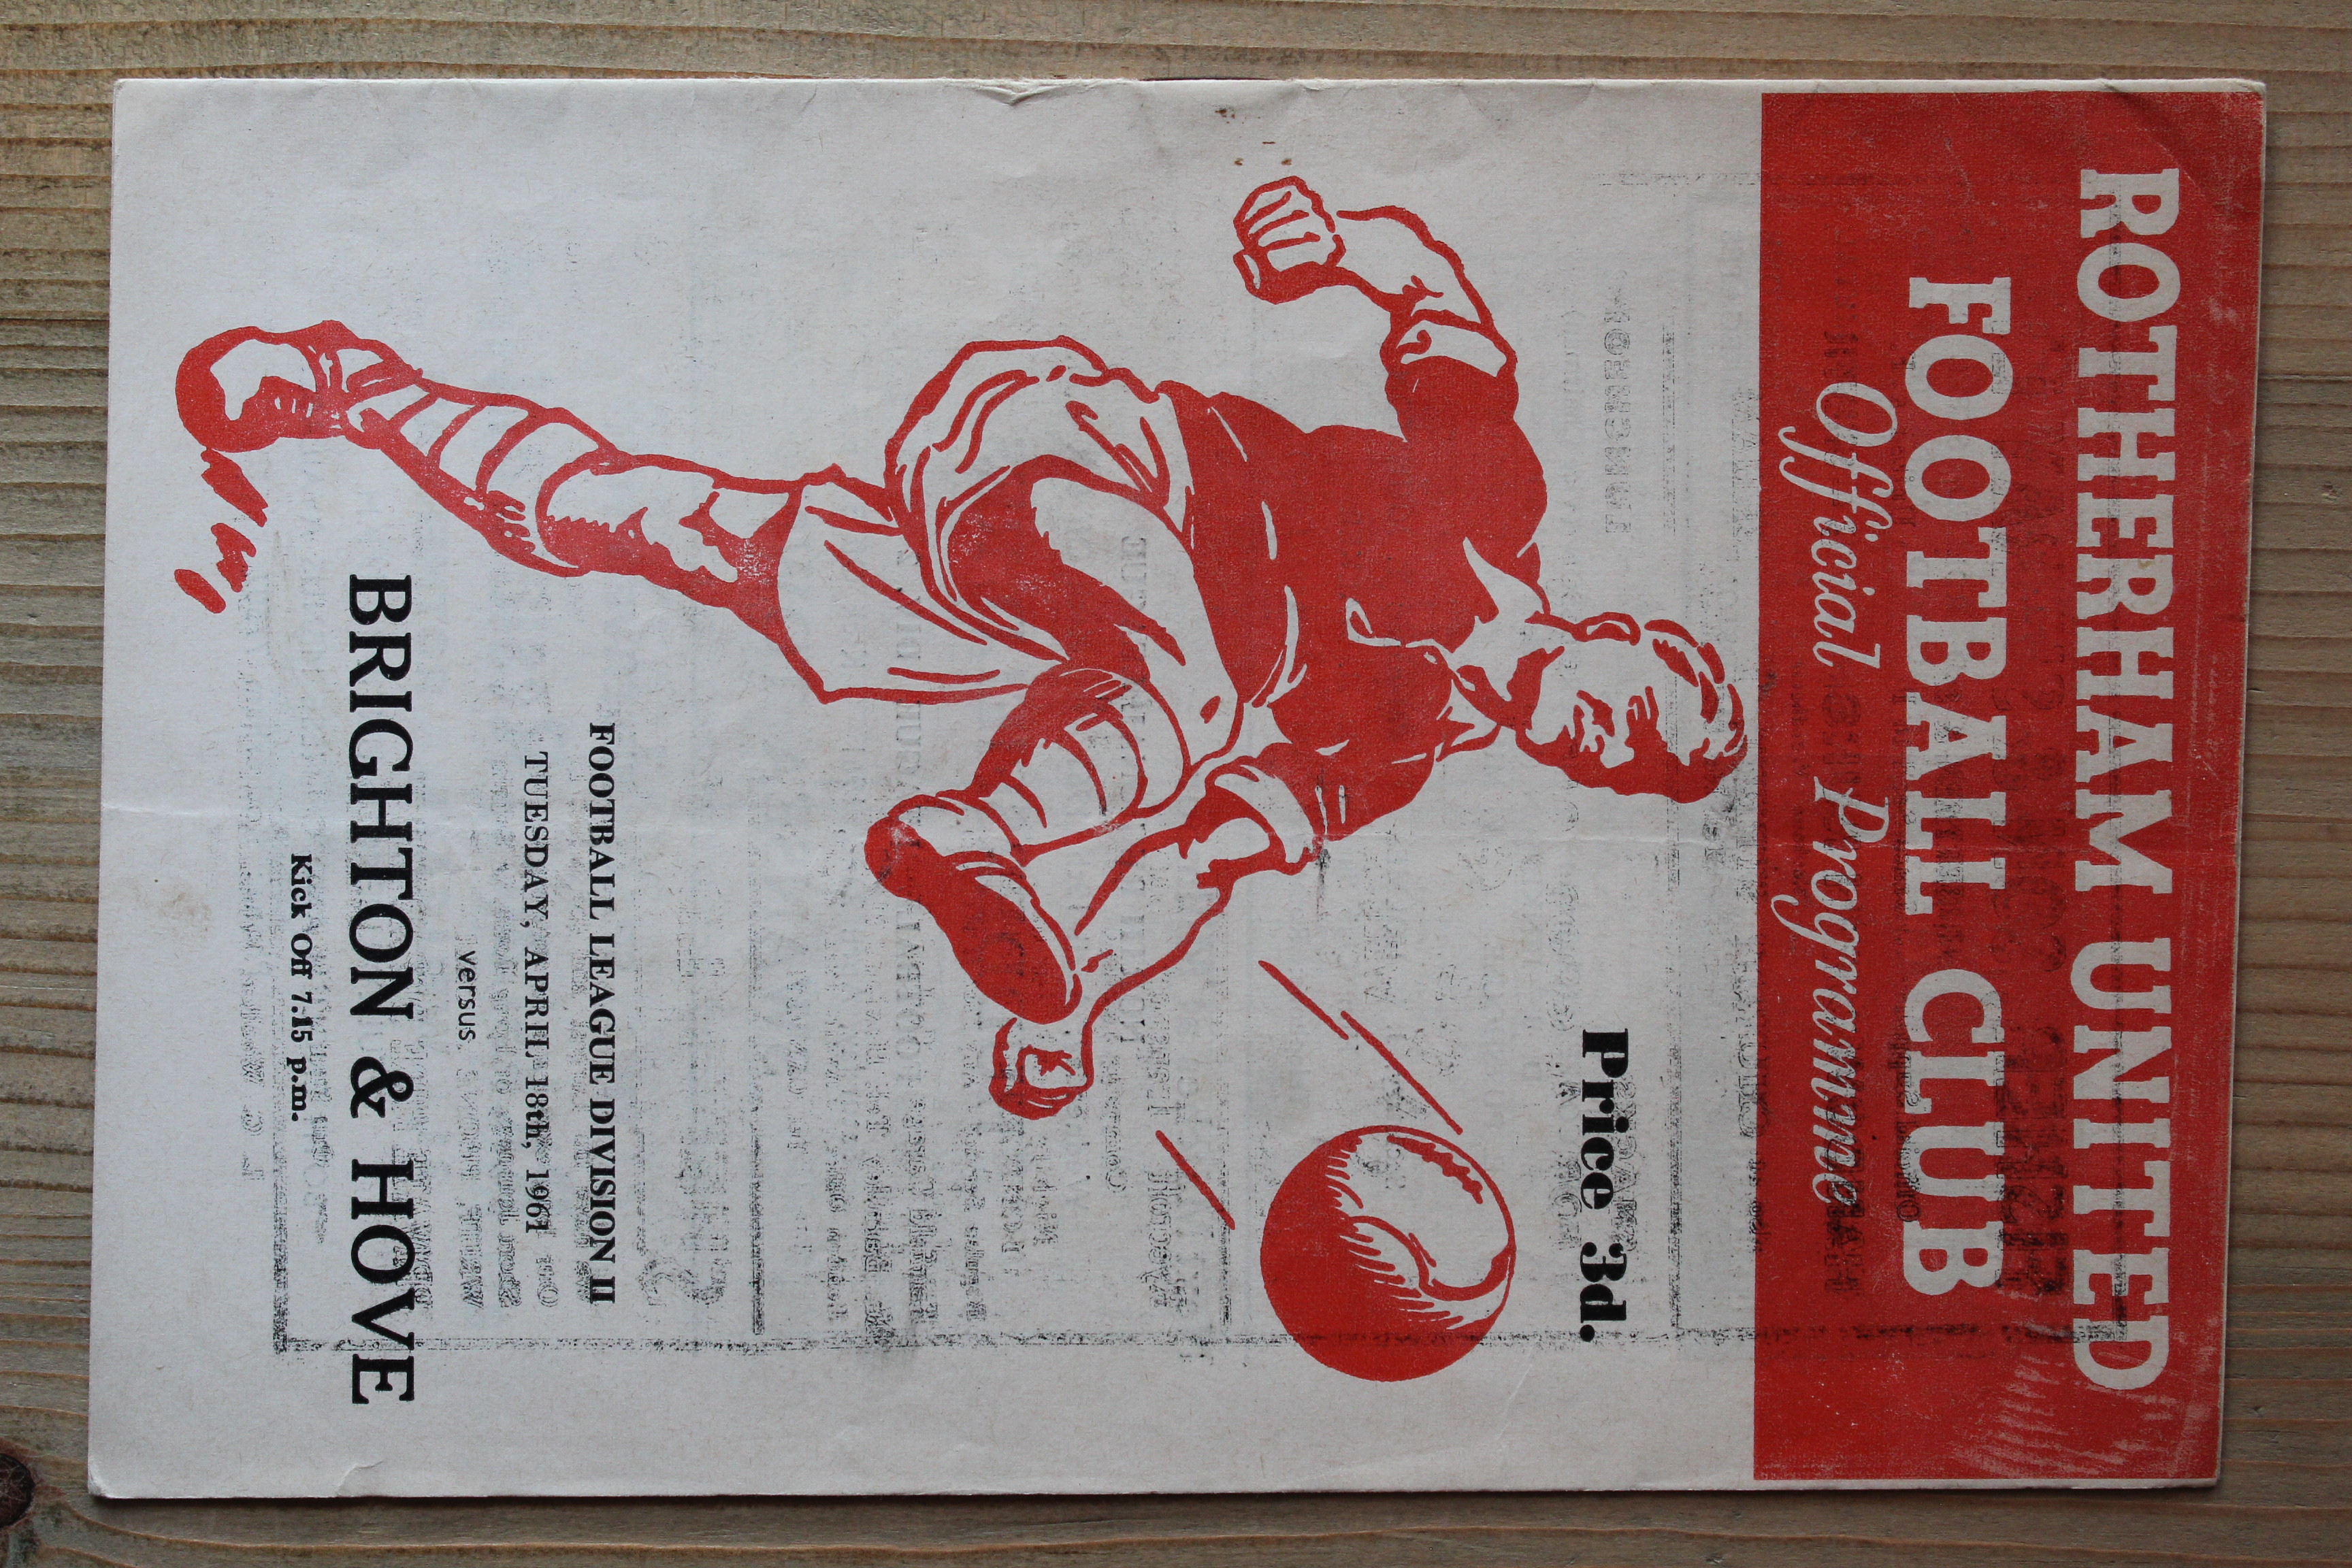 ROTHERHAM UNITED
FOOTBALL CLUB
Official Programme
Price 3d.
FOOTBALL LEAGUE DIVISION II
TUESDAY, APRIL 18th, 1961
versus
BRIGHTON & HOVE
Kick Off 7-15 p.m.